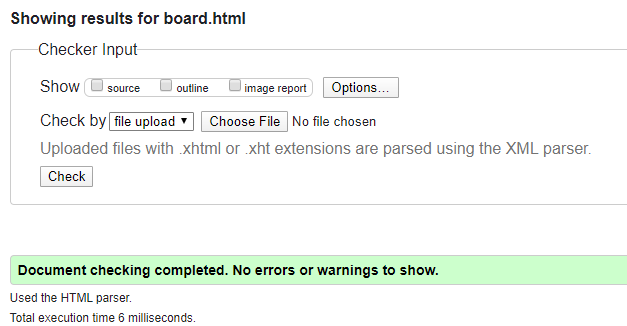 Showing results for board.html
Checker Input
Show source outline image report Options...
Check by file upload ▼ Choose File No file chosen
Uploaded files with .xhtml or .xht extensions are parsed using the XML parser.
Check
Document checking completed. No errors or warnings to show.
Used the HTML parser.
Total execution time 6 milliseconds.